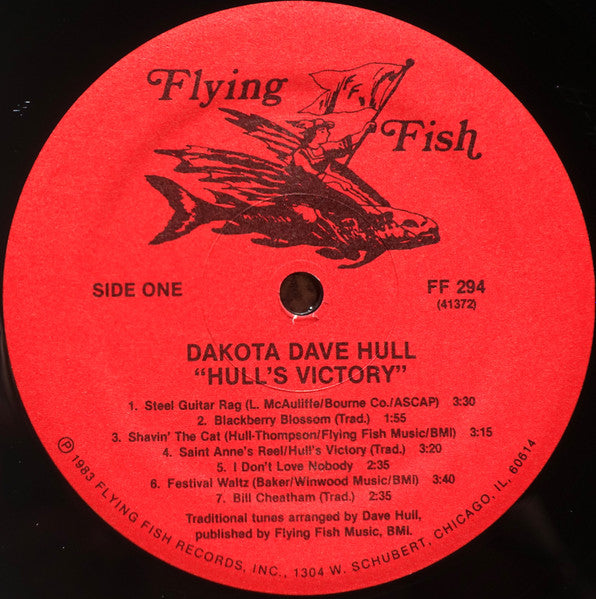 Flying
Fish
FF
SIDE ONE
FF 294
(41372)
DAKOTA DAVE HULL
“HULL'S VICTORY”
1. Steel Guitar Rag (L. McAuliffe/Bourne Co./ASCAP) 3:30
2. Blackberry Blossom (Trad.) 1:55
3. Shavin' The Cat (Hull-Thompson/Flying Fish Music/BMI) 3:15
4. Saint Anne's Reel/Hull's Victory (Trad.) 3:20
5. I Don't Love Nobody 2:35
6. Festival Waltz (Baker/Winwood Music/BMI) 3:40
7. Bill Cheatham (Trad.) 2:35
Traditional tunes arranged by Dave Hull,
published by Flying Fish Music, BMI.
Ⓟ 1983 FLYING FISH RECORDS, INC., 1304 W. SCHUBERT, CHICAGO, IL, 60614